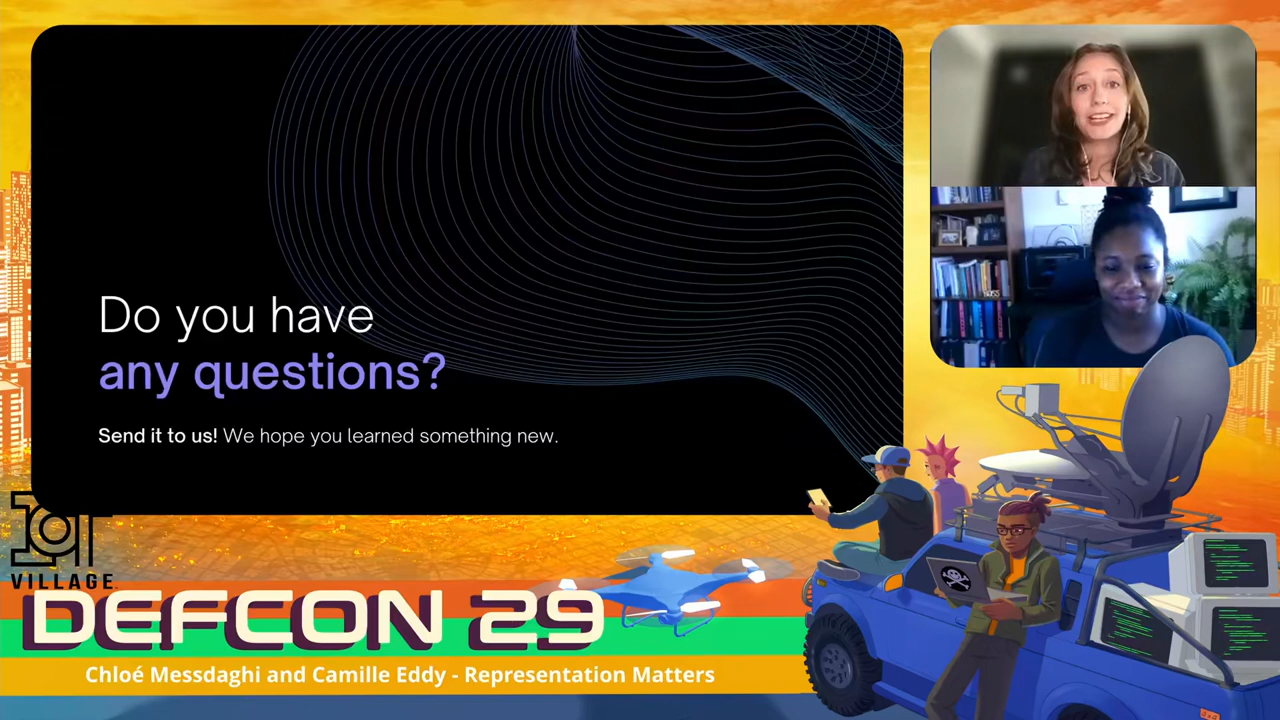 Do you have
any questions?
Send it to us! We hope you learned something new.
IOT
VILLAGE
DEFCON 29
Chloé Messdaghi and Camille Eddy - Representation Matters